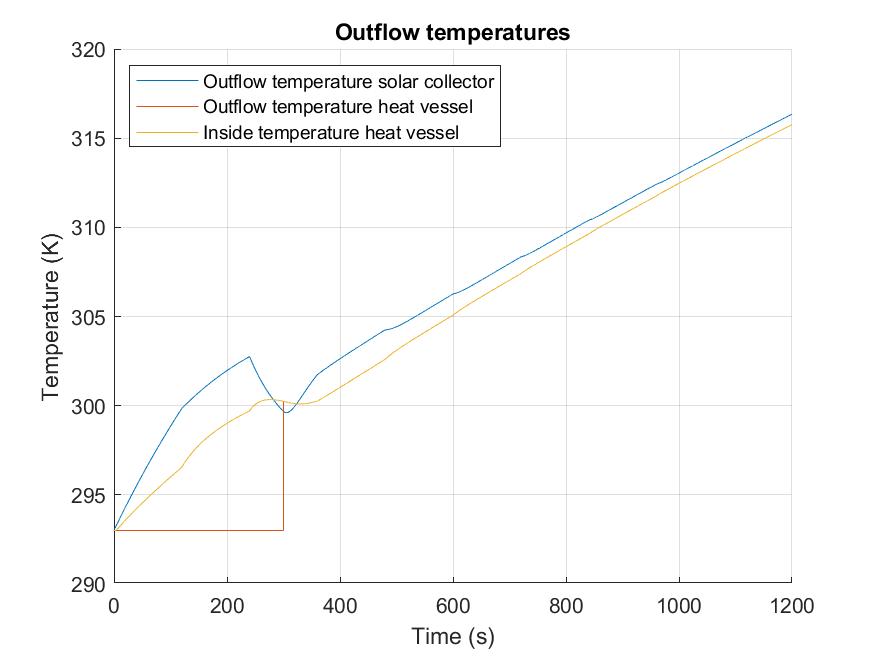 Outflow temperatures
Outflow temperature solar collector
Outflow temperature heat vessel
Inside temperature heat vessel
Temperature (K)
320
315
310
305
300
295
290
0 200 400 600 800 1000 1200
Time (s)